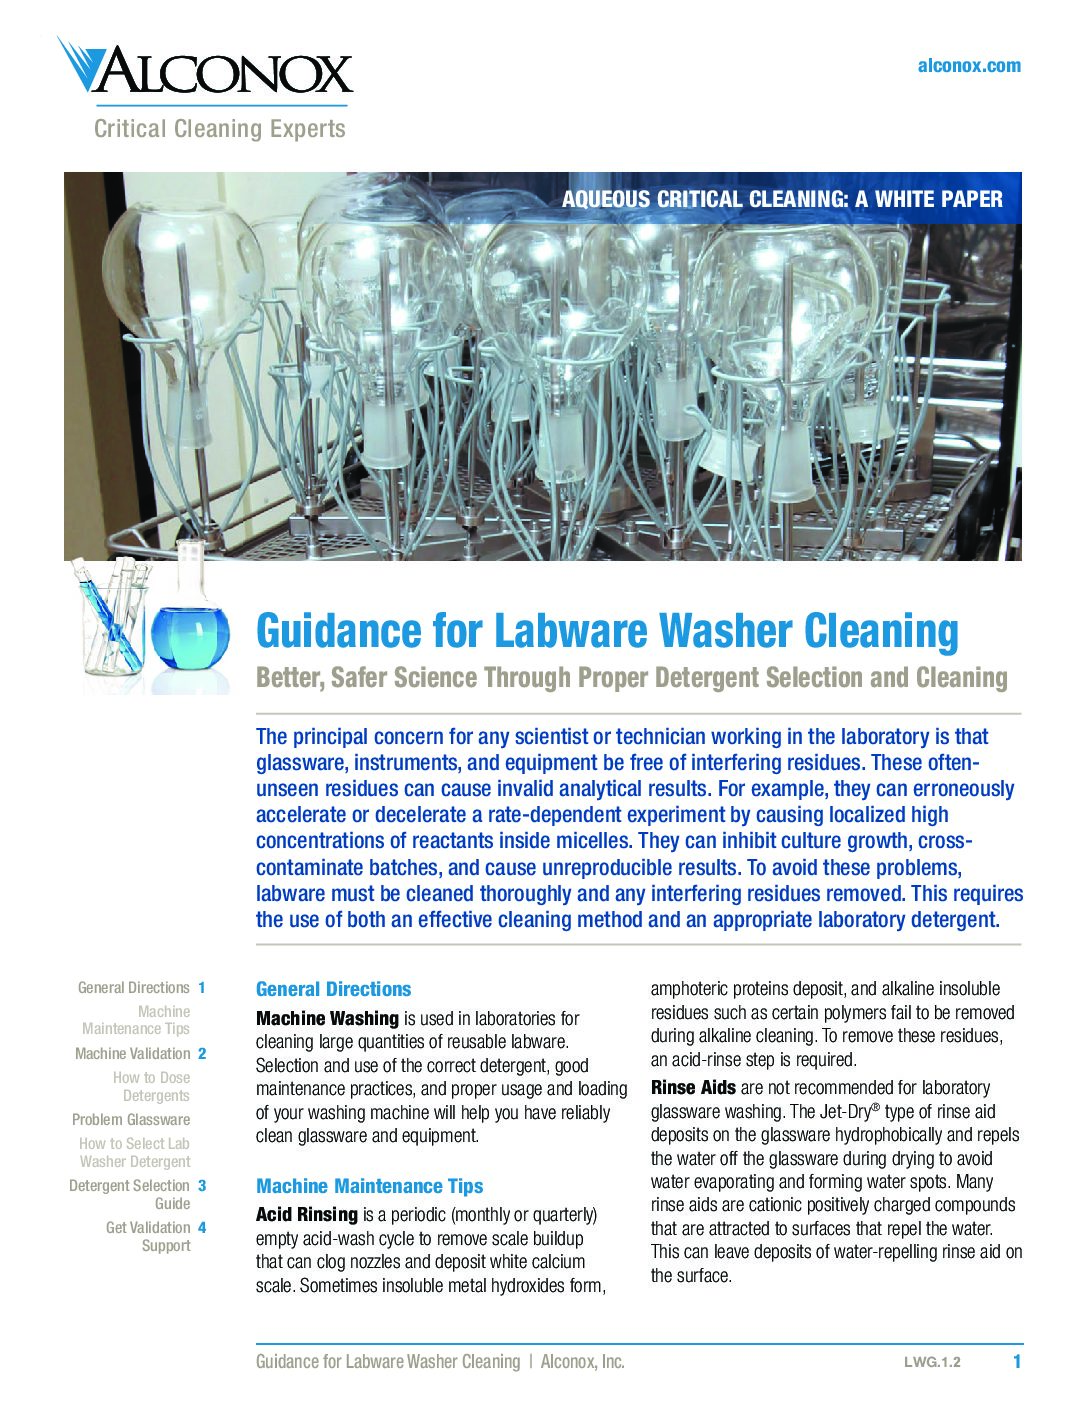 ALCONOX
Critical Cleaning Experts
alconox.com
AQUEOUS CRITICAL CLEANING: A WHITE PAPER
Guidance for Labware Washer Cleaning
Better, Safer Science Through Proper Detergent Selection and Cleaning
The principal concern for any scientist or technician working in the laboratory is that
glassware, instruments, and equipment be free of interfering residues. These often-
unseen residues can cause invalid analytical results. For example, they can erroneously
accelerate or decelerate a rate-dependent experiment by causing localized high
concentrations of reactants inside micelles. They can inhibit culture growth, cross-
contaminate batches, and cause unreproducible results. To avoid these problems,
labware must be cleaned thoroughly and any interfering residues removed. This requires
the use of both an effective cleaning method and an appropriate laboratory detergent.
General Directions 1
Machine
Maintenance Tips
Machine Validation 2
How to Dose
Detergents
Problem Glassware
How to Select Lab
Washer Detergent
Detergent Selection 3
Guide
Get Validation 4
Support
General Directions
Machine Washing is used in laboratories for
cleaning large quantities of reusable labware.
Selection and use of the correct detergent, good
maintenance practices, and proper usage and loading
of your washing machine will help you have reliably
clean glassware and equipment.
Machine Maintenance Tips
Acid Rinsing is a periodic (monthly or quarterly)
empty acid-wash cycle to remove scale buildup
that can clog nozzles and deposit white calcium
scale. Sometimes insoluble metal hydroxides form,
amphoteric proteins deposit, and alkaline insoluble
residues such as certain polymers fail to be removed
during alkaline cleaning. To remove these residues,
an acid-rinse step is required.
Rinse Aids are not recommended for laboratory
glassware washing. The Jet-Dry® type of rinse aid
deposits on the glassware hydrophobically and repels
the water off the glassware during drying to avoid
water evaporating and forming water spots. Many
rinse aids are cationic positively charged compounds
that are attracted to surfaces that repel the water.
This can leave deposits of water-repelling rinse aid on
the surface.
Guidance for Labware Washer Cleaning | Alconox, Inc.
LWG.1.2
1